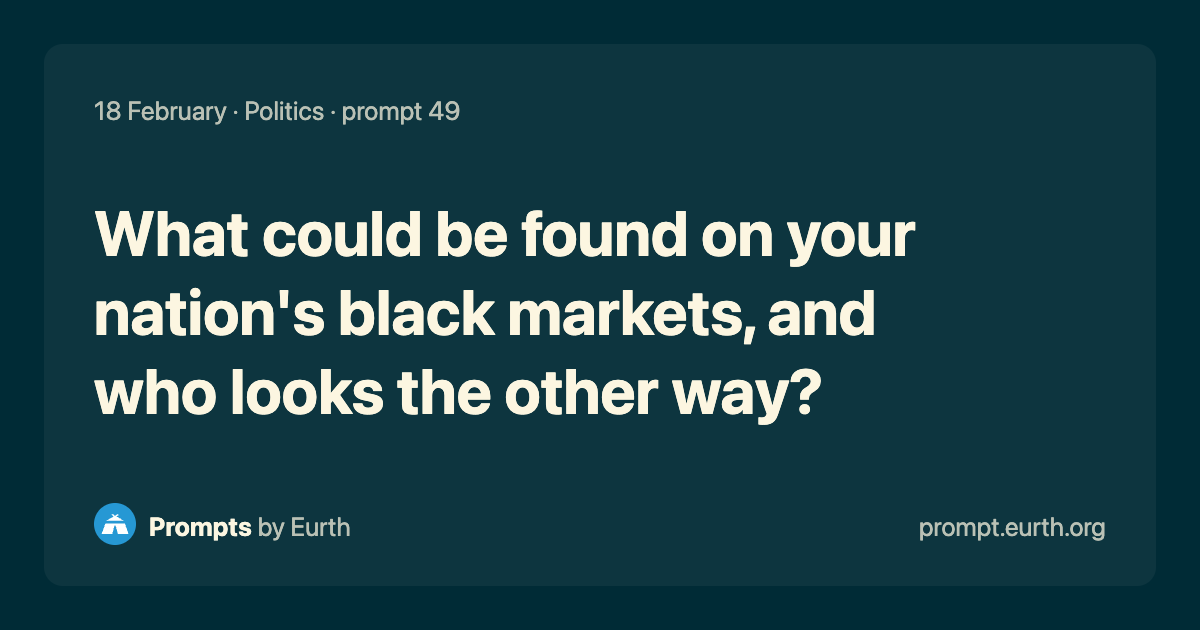 18 February · Politics · prompt 49
What could be found on your
nation's black markets, and
who looks the other way?
Prompts by Eurth
prompt.eurth.org